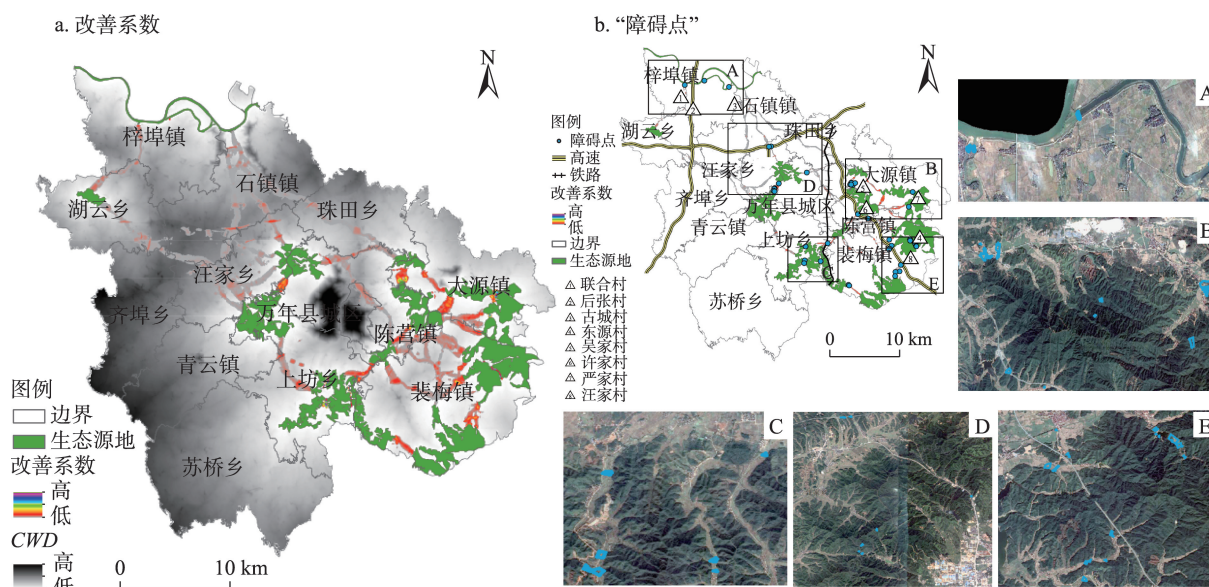 a. 改善系数
N
梓埠镇
石镇镇
湖云乡
珠田乡
汪家乡
大源镇
齐埠乡
万年县城区
陈营镇
青云镇
上坊乡
裴梅镇
苏桥乡
图例
边界
生态源地
改善系数
高
低
CWD
高
低
0 10 km
b. “障碍点”
N
梓埠镇
A
石镇镇
湖云乡
珠田乡
汪家乡
D
大源镇
B
齐埠乡
万年县城区
青云镇
陈营镇
上坊乡
裴梅镇
C
E
苏桥乡
0 10 km
图例
障碍点
高速
铁路
改善系数
高
低
边界
生态源地
联合村
后张村
古城村
东源村
吴家村
许家村
严家村
汪家村
A
B
C
D
E